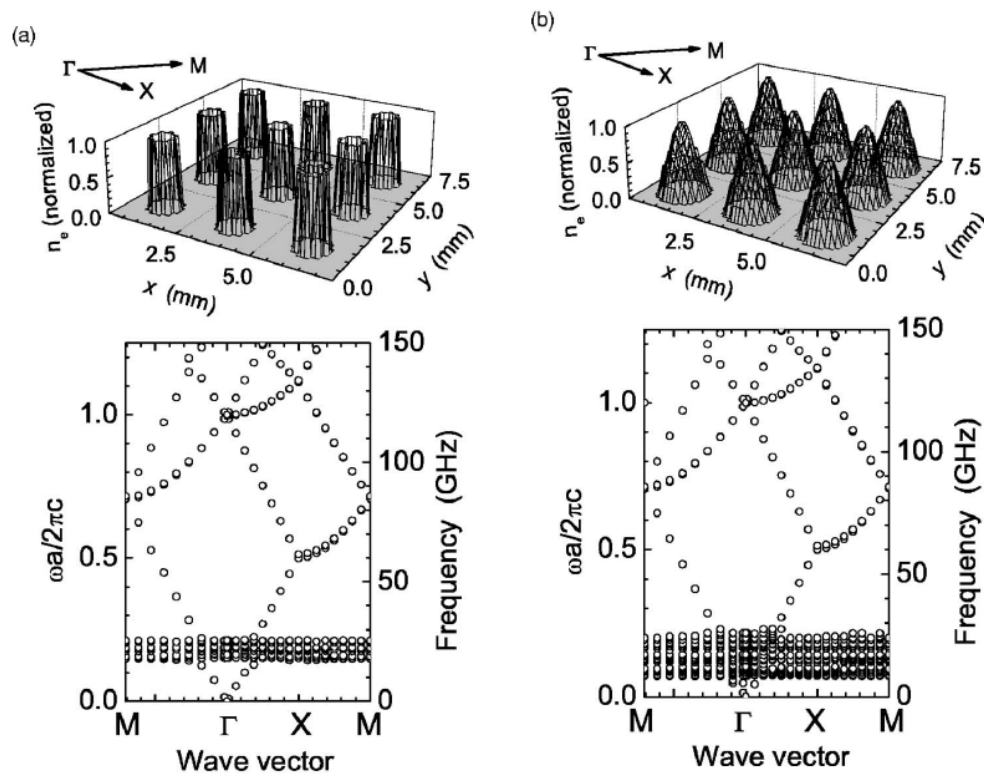 (a)
Γ
M
X
n_e (normalized)
1.0
0.5
0.0
2.5
5.0
x (mm)
7.5
5.0
2.5
0.0
y (mm)
150
100
50
0
Frequency (GHz)
1.0
0.5
0.0
ωa/2πc
M Γ X M
Wave vector
(b)
Γ
M
X
n_e (normalized)
1.0
0.5
0.0
2.5
5.0
x (mm)
7.5
5.0
2.5
0.0
y (mm)
150
100
50
0
Frequency (GHz)
1.0
0.5
0.0
ωa/2πc
M Γ X M
Wave vector